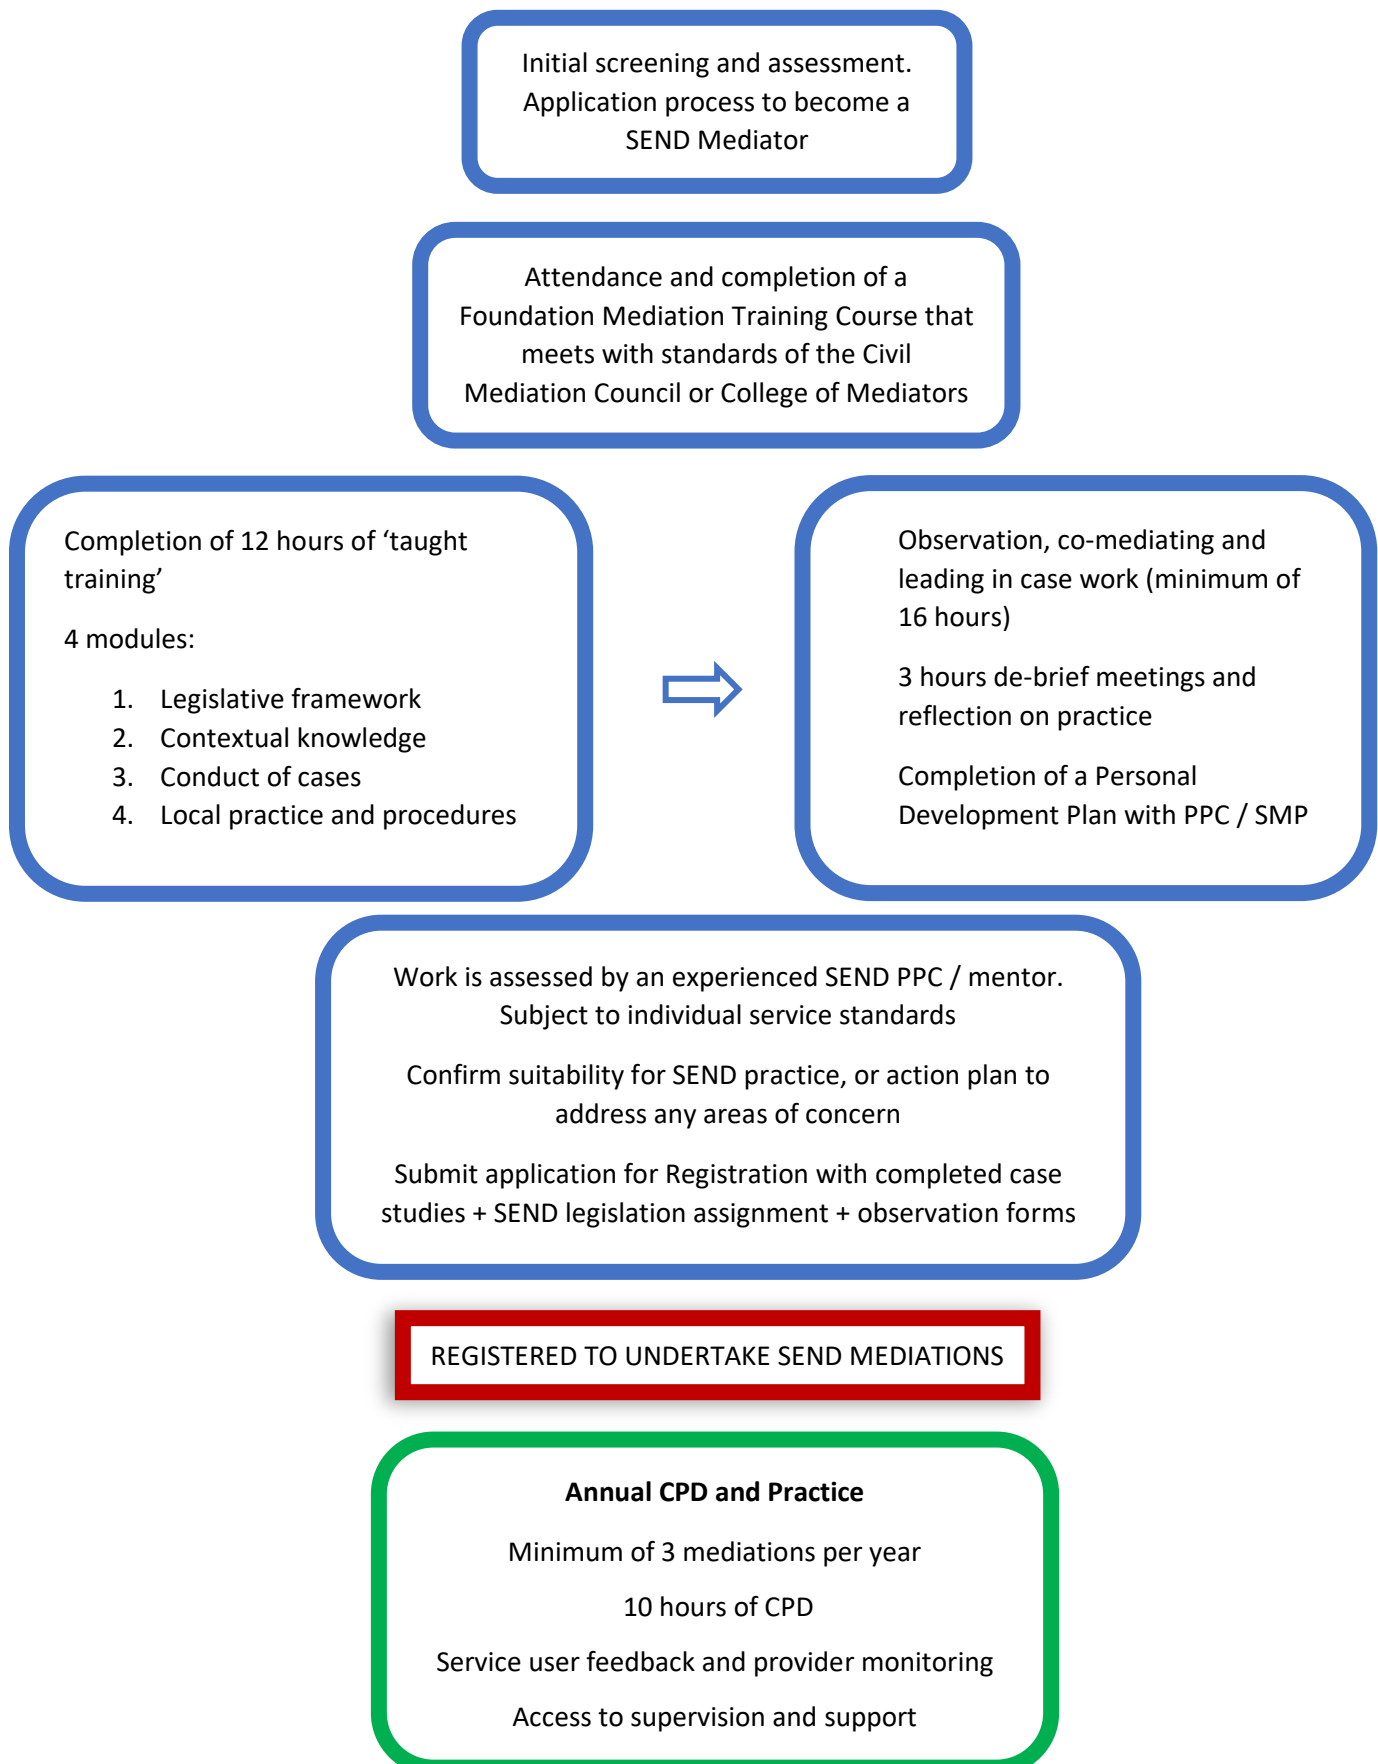 Initial screening and assessment.
Application process to become a
SEND Mediator
Attendance and completion of a
Foundation Mediation Training Course that
meets with standards of the Civil
Mediation Council or College of Mediators
Completion of 12 hours of ‘taught
training’
4 modules:
1. Legislative framework
2. Contextual knowledge
3. Conduct of cases
4. Local practice and procedures
Observation, co-mediating and
leading in case work (minimum of
16 hours)
3 hours de-brief meetings and
reflection on practice
Completion of a Personal
Development Plan with PPC / SMP
Work is assessed by an experienced SEND PPC / mentor.
Subject to individual service standards
Confirm suitability for SEND practice, or action plan to
address any areas of concern
Submit application for Registration with completed case
studies + SEND legislation assignment + observation forms
REGISTERED TO UNDERTAKE SEND MEDIATIONS
Annual CPD and Practice
Minimum of 3 mediations per year
10 hours of CPD
Service user feedback and provider monitoring
Access to supervision and support